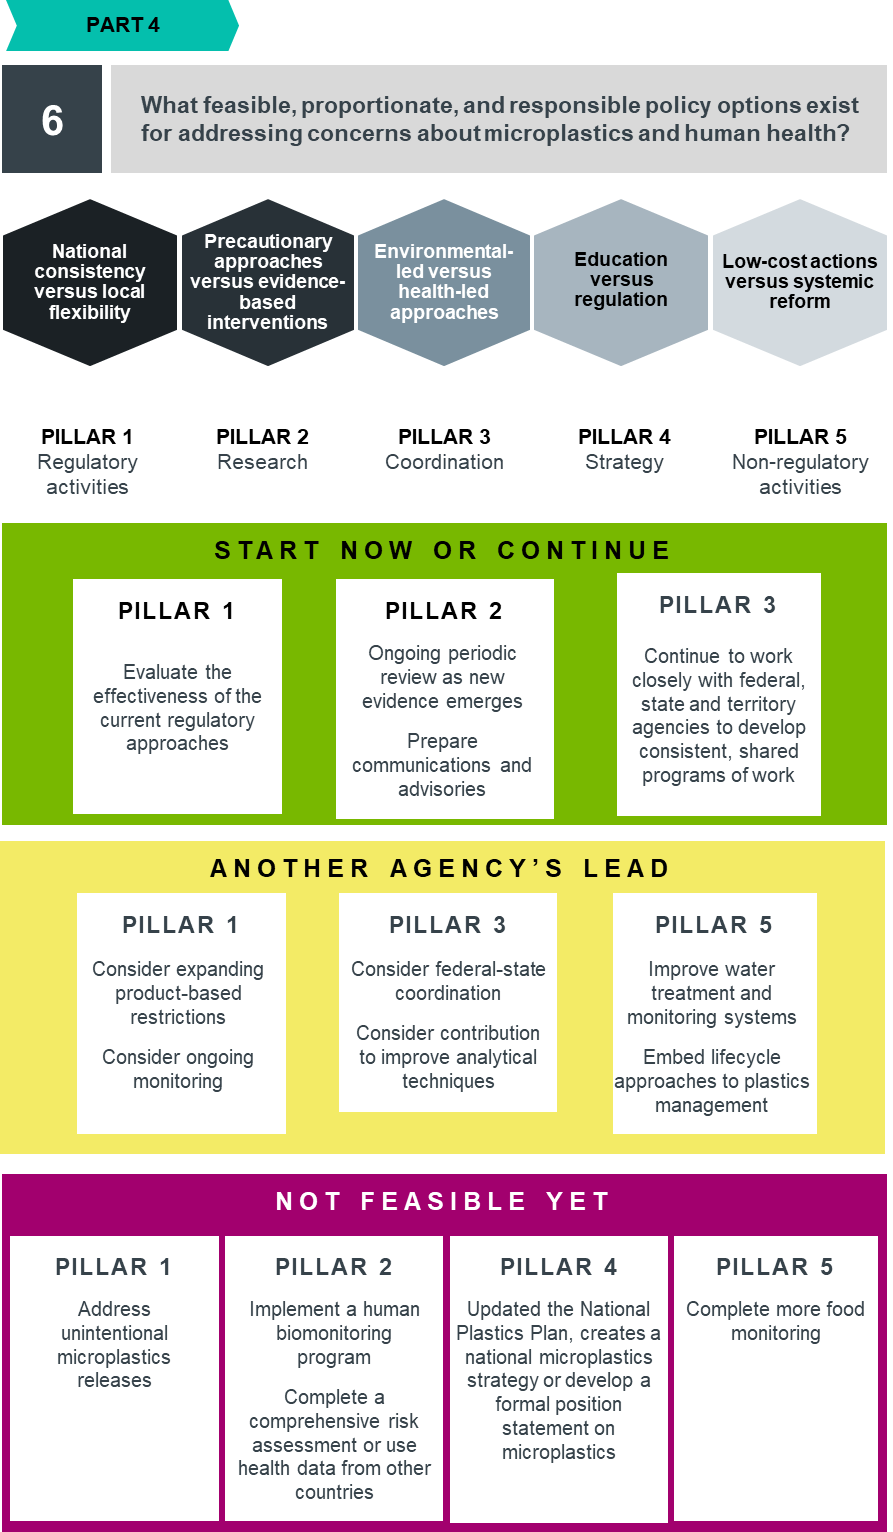 PART 4
6
What feasible, proportionate, and responsible policy options exist
for addressing concerns about microplastics and human health?
National
consistency
versus local
flexibility
Precautionary
approaches
versus evidence-
based
interventions
Environmental-
led versus
health-led
approaches
Education
versus
regulation
Low-cost actions
versus systemic
reform
PILLAR 1
Regulatory
activities
PILLAR 2
Research
PILLAR 3
Coordination
PILLAR 4
Strategy
PILLAR 5
Non-regulatory
activities
START NOW OR CONTINUE
PILLAR 1
Evaluate the
effectiveness of the
current regulatory
approaches
PILLAR 2
Ongoing periodic
review as new
evidence emerges
Prepare
communications and
advisories
PILLAR 3
Continue to work
closely with federal,
state and territory
agencies to develop
consistent, shared
programs of work
ANOTHER AGENCY’S LEAD
PILLAR 1
Consider expanding
product-based
restrictions
Consider ongoing
monitoring
PILLAR 3
Consider federal-state
coordination
Consider contribution
to improve analytical
techniques
PILLAR 5
Improve water
treatment and
monitoring systems
Embed lifecycle
approaches to plastics
management
NOT FEASIBLE YET
PILLAR 1
Address
unintentional
microplastics
releases
PILLAR 2
Implement a human
biomonitoring
program
Complete a
comprehensive risk
assessment or use
health data from other
countries
PILLAR 4
Updated the National
Plastics Plan, creates a
national microplastics
strategy or develop a
formal position
statement on
microplastics
PILLAR 5
Complete more food
monitoring